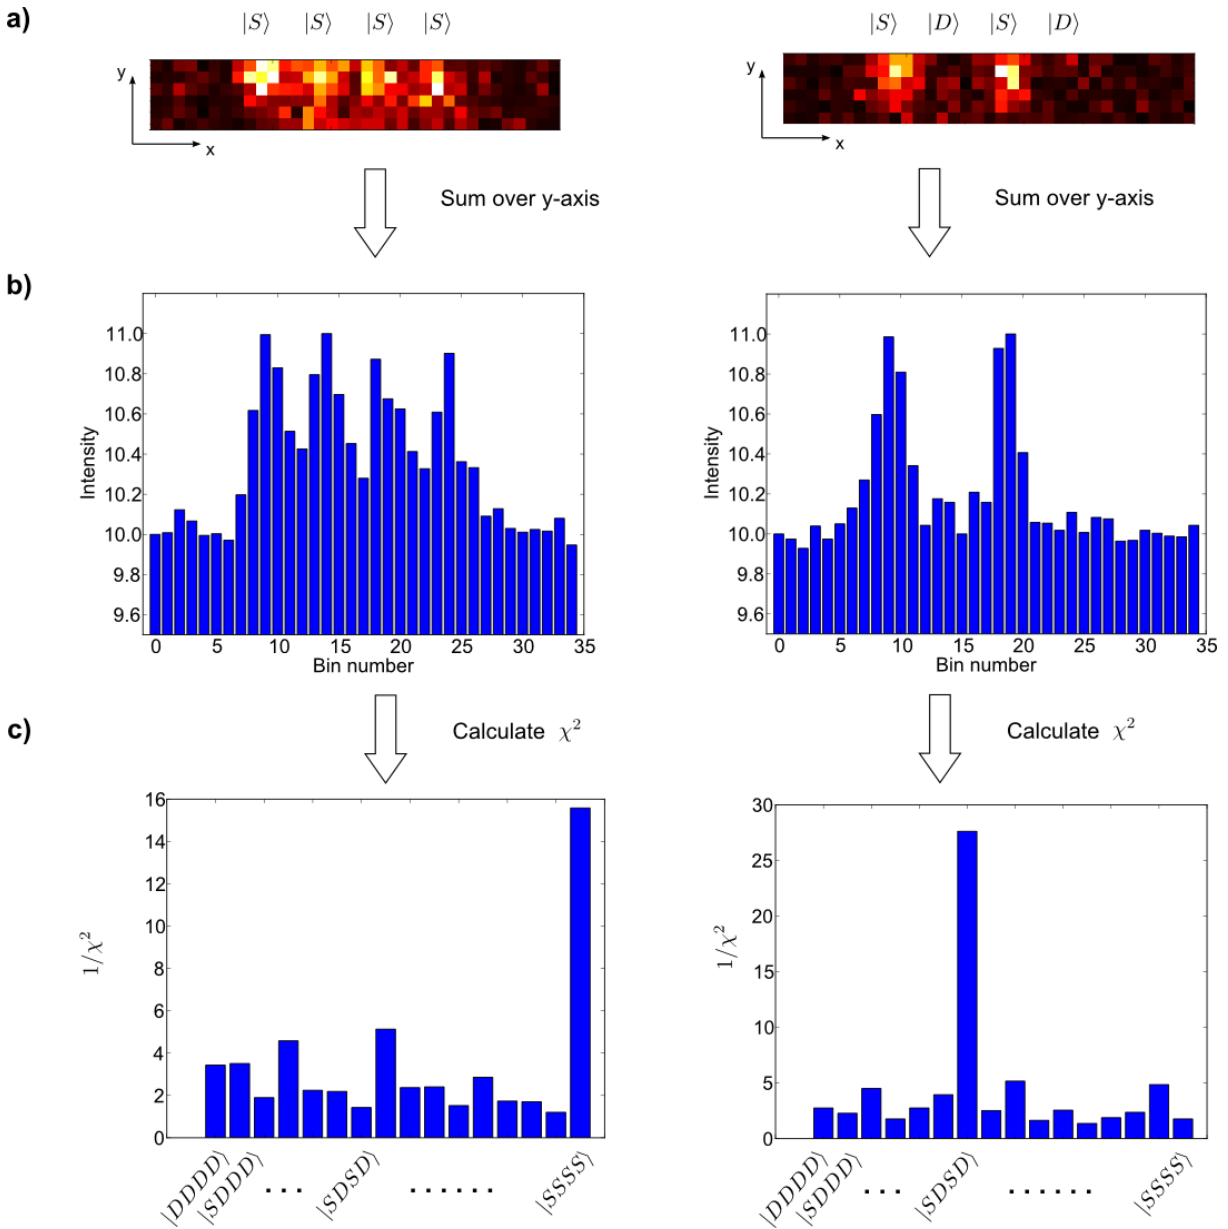 a)
|S⟩ |S⟩ |S⟩ |S⟩
|S⟩ |D⟩ |S⟩ |D⟩
y
x
y
x
Sum over y-axis
Sum over y-axis
b)
Intensity
11.0
10.8
10.6
10.4
10.2
10.0
9.8
9.6
0 5 10 15 20 25 30 35
Bin number
Intensity
11.0
10.8
10.6
10.4
10.2
10.0
9.8
9.6
0 5 10 15 20 25 30 35
Bin number
c)
Calculate χ²
Calculate χ²
1/χ²
16
14
12
10
8
6
4
2
0
|DDDD⟩ |SDDD⟩ ... |SDSD⟩ ...... |SSSS⟩
1/χ²
30
25
20
15
10
5
0
|DDDD⟩ |SDDD⟩ ... |SDSD⟩ ...... |SSSS⟩